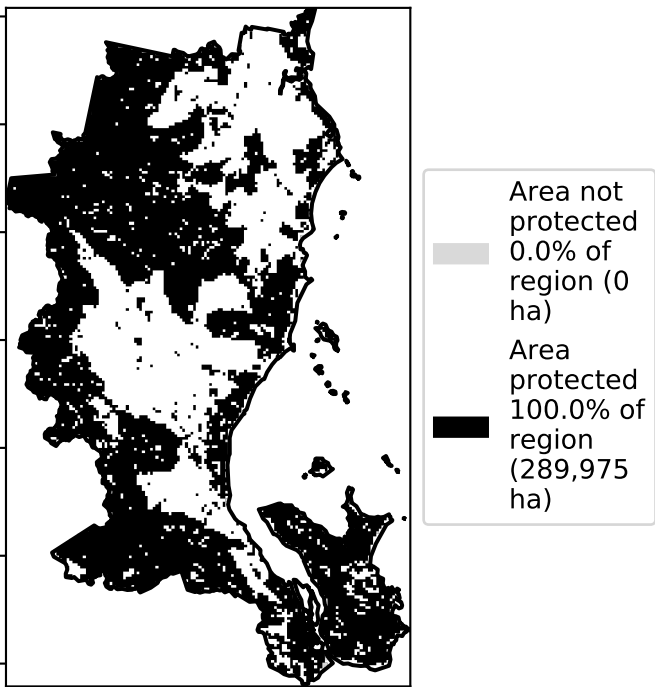 Area not
protected
0.0% of
region (0
ha)
Area
protected
100.0% of
region
(289,975
ha)